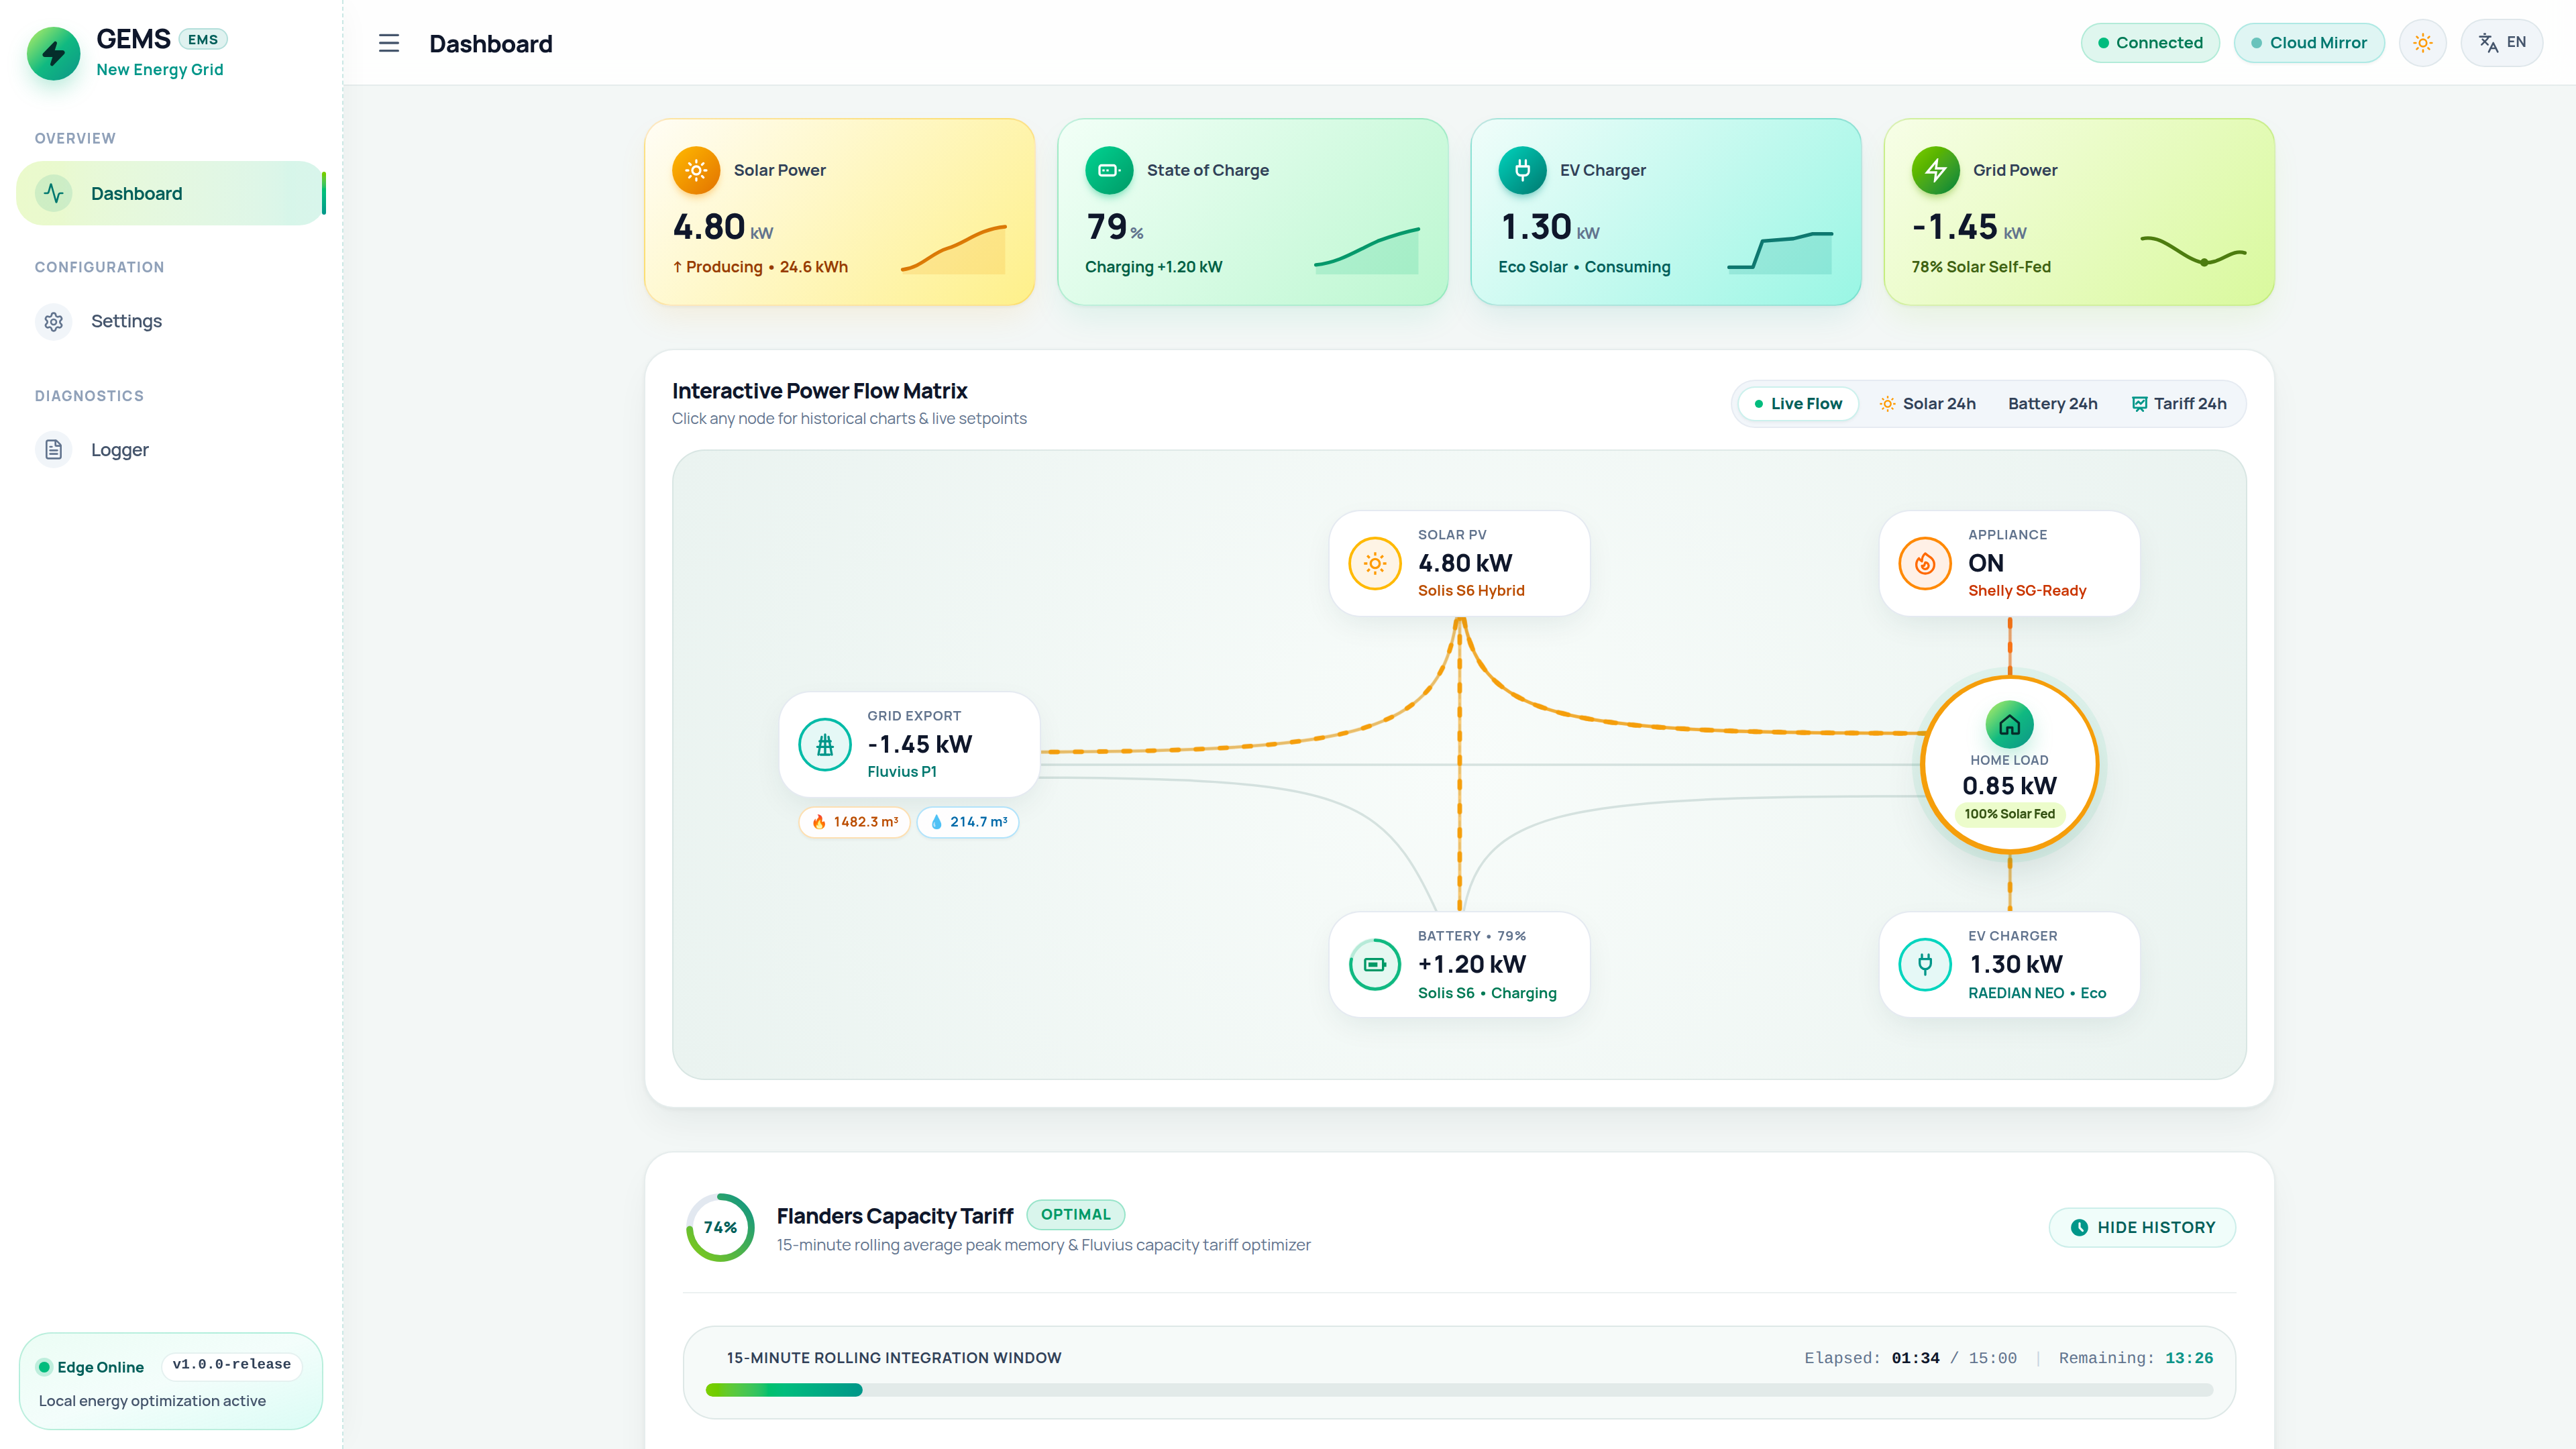 GEMS EMS
New Energy Grid
OVERVIEW
Dashboard
CONFIGURATION
Settings
DIAGNOSTICS
Logger
Edge Online v1.0.0-release
Local energy optimization active
Dashboard
Connected
Cloud Mirror
EN
Solar Power
4.80 kW
↑ Producing • 24.6 kWh
State of Charge
79 %
Charging +1.20 kW
EV Charger
1.30 kW
Eco Solar • Consuming
Grid Power
-1.45 kW
78% Solar Self-Fed
Interactive Power Flow Matrix
Click any node for historical charts & live setpoints
Live Flow
Solar 24h
Battery 24h
Tariff 24h
SOLAR PV
4.80 kW
Solis S6 Hybrid
APPLIANCE
ON
Shelly SG-Ready
GRID EXPORT
-1.45 kW
Fluvius P1
🔥 1482.3 m³
💧 214.7 m³
HOME LOAD
0.85 kW
100% Solar Fed
BATTERY • 79%
+1.20 kW
Solis S6 • Charging
EV CHARGER
1.30 kW
RAEDIAN NEO • Eco
74%
Flanders Capacity Tariff OPTIMAL
15-minute rolling average peak memory & Fluvius capacity tariff optimizer
HIDE HISTORY
15-MINUTE ROLLING INTEGRATION WINDOW
Elapsed: 01:34 / 15:00 | Remaining: 13:26